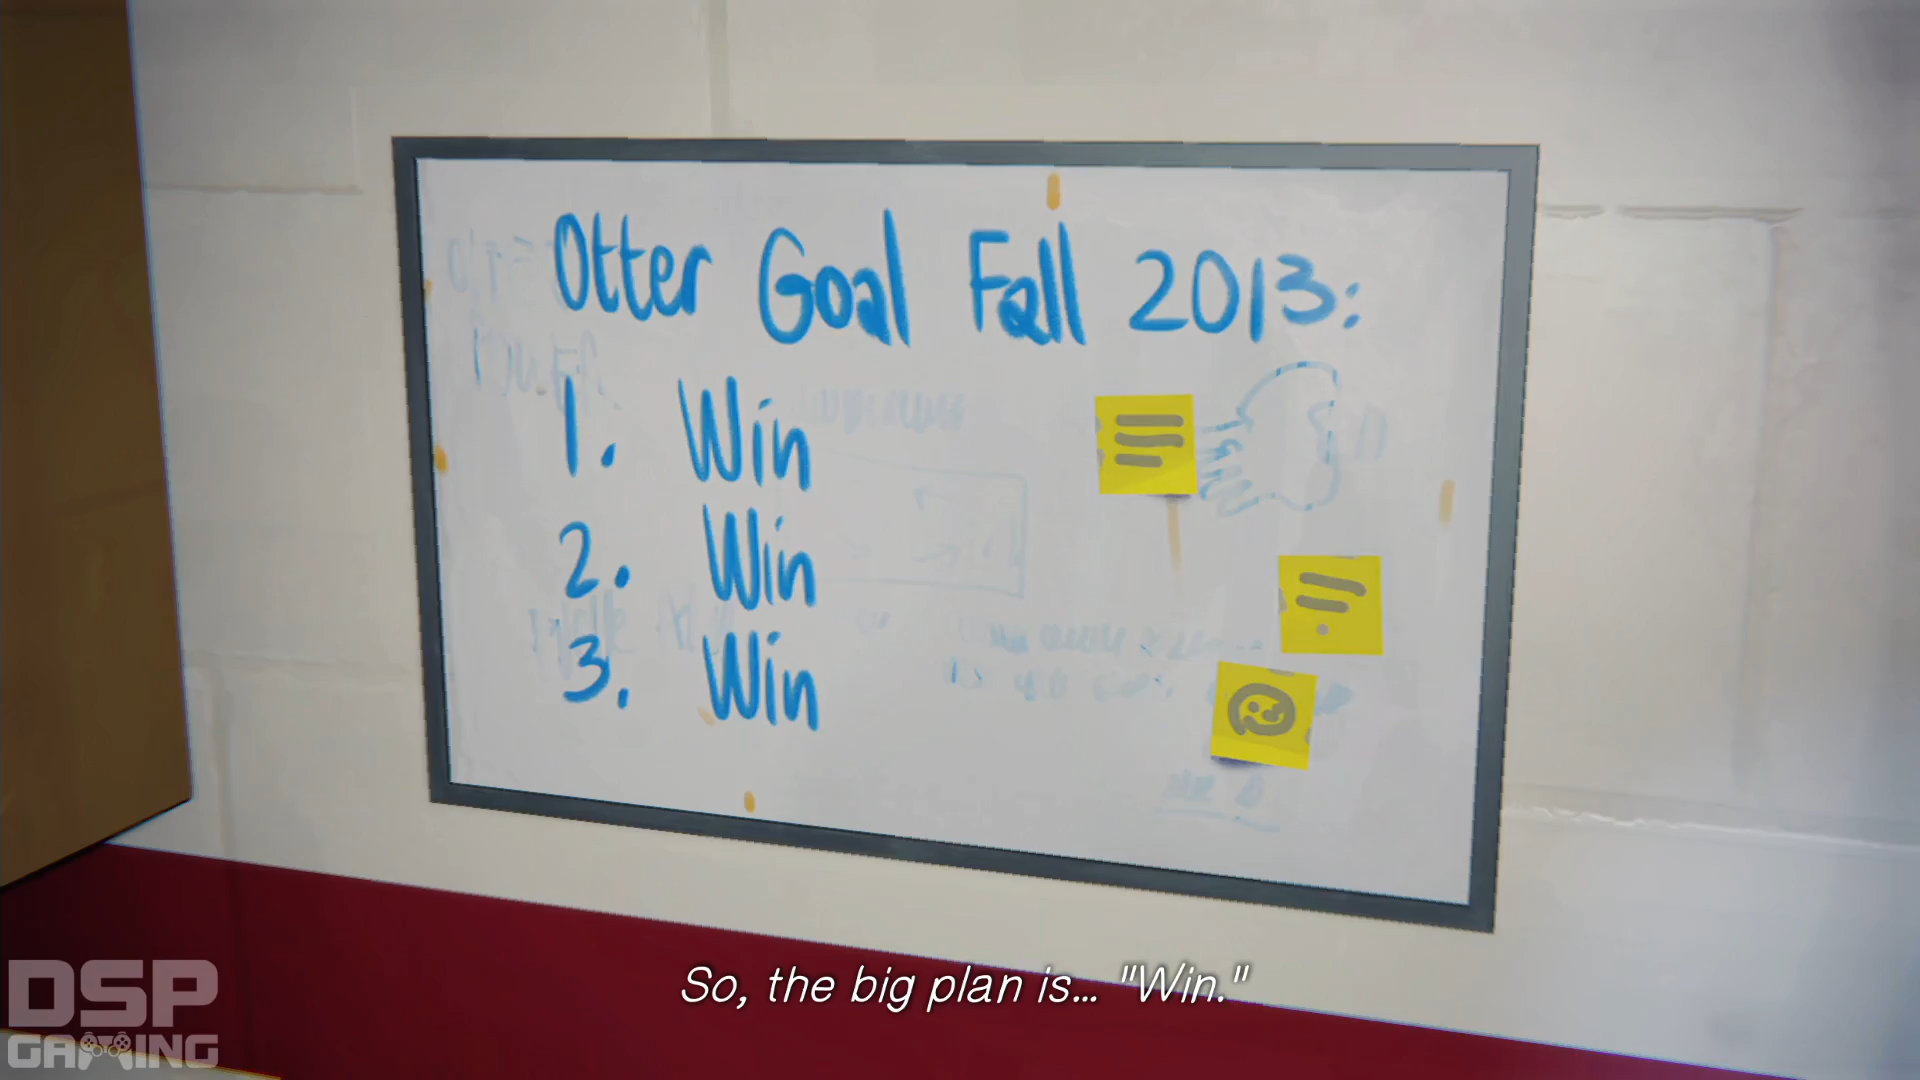 Otter Goal Fall 2013:
1. Win
2. Win
3. Win
So, the big plan is... "Win."
DSP
GAMING